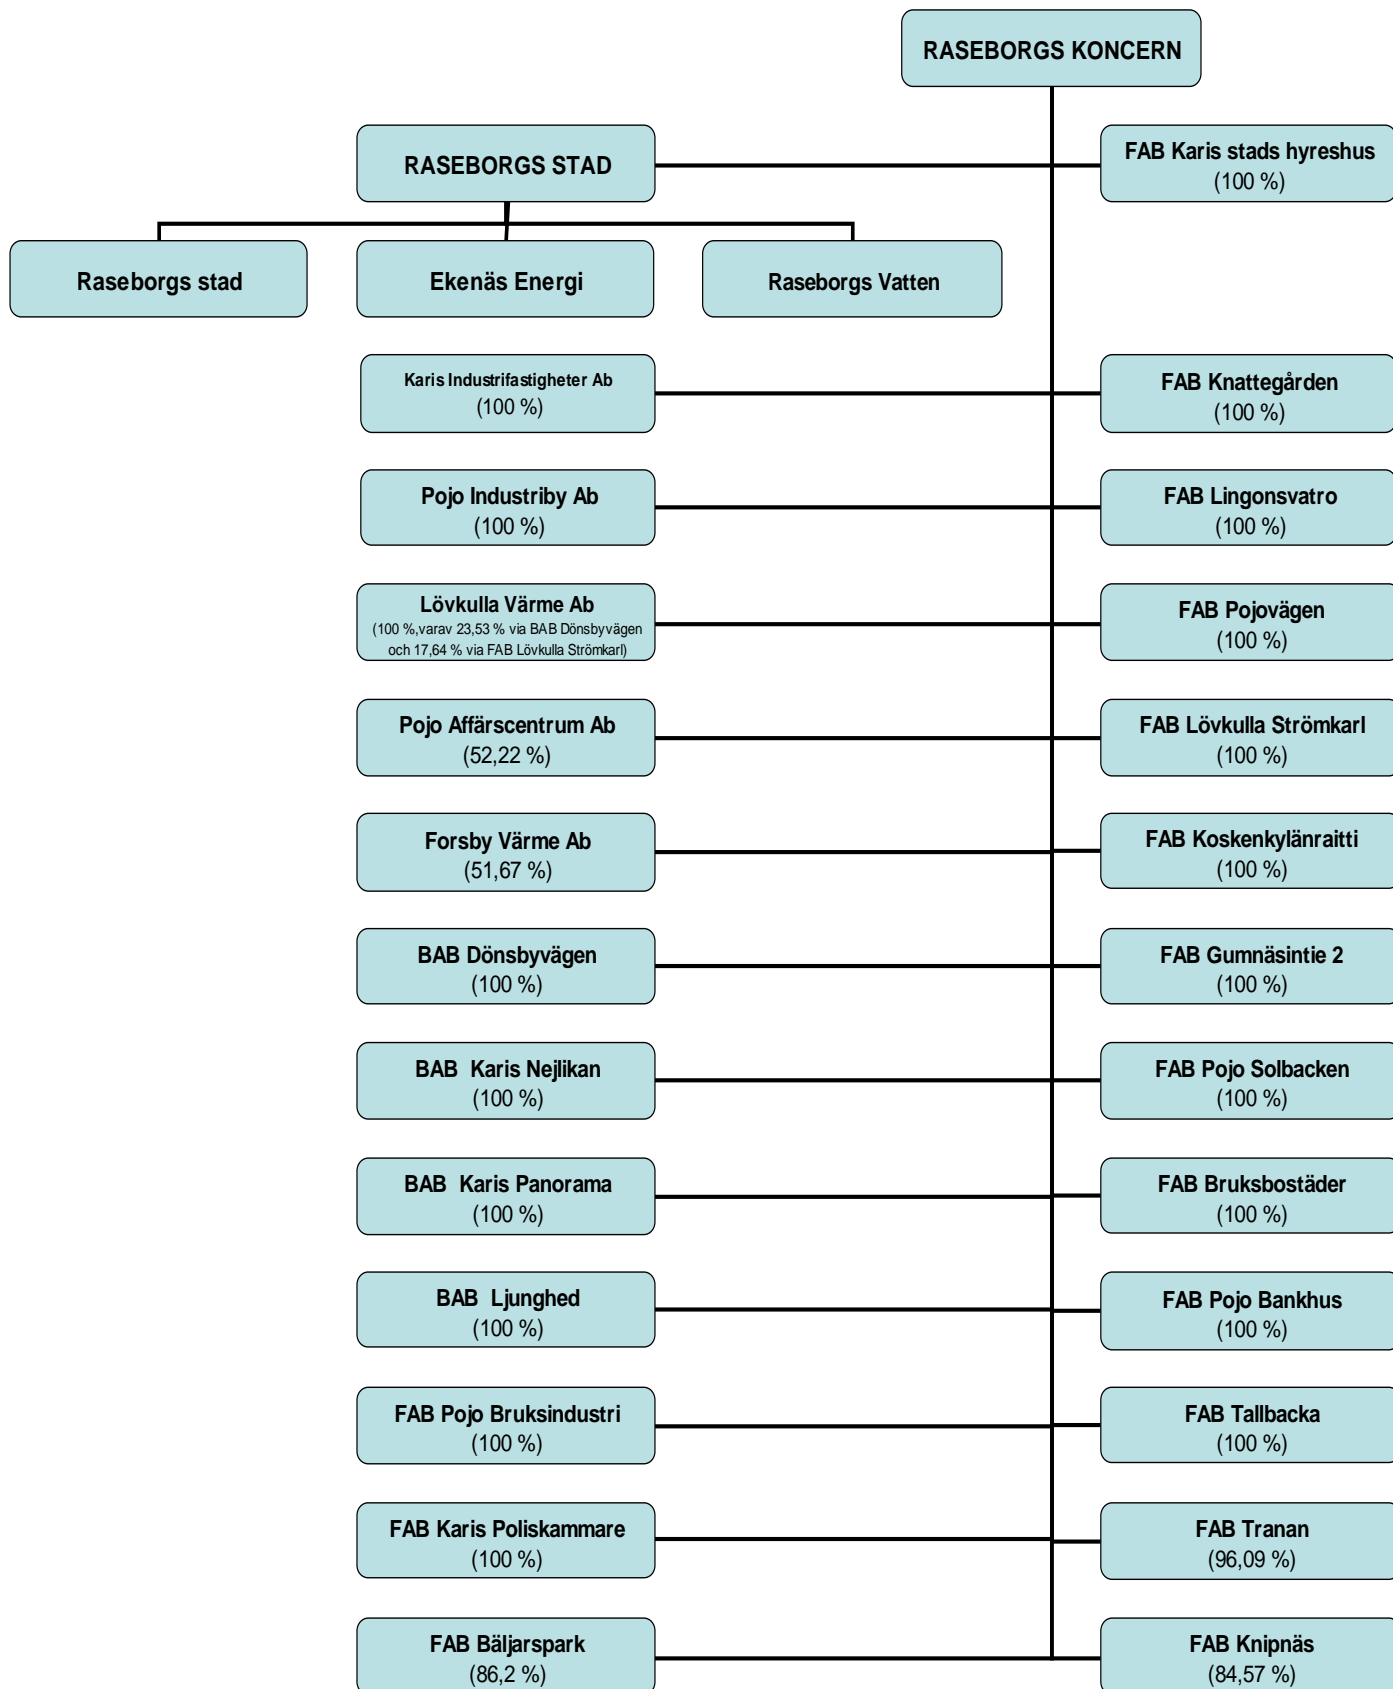 RASEBORGS KONCERN
RASEBORGS STAD
FAB Karis stads hyreshus
(100 %)
Raseborgs stad
Ekenäs Energi
Raseborgs Vatten
Karis Industrifastigheter Ab
(100 %)
FAB Knattegården
(100 %)
Pojo Industriby Ab
(100 %)
FAB Lingonsvatro
(100 %)
Lövkulla Värme Ab
(100 %,varav 23,53 % via BAB Dönsbyvägen
och 17,64 % via FAB Lövkulla Strömkarl)
FAB Pojovägen
(100 %)
Pojo Affärscentrum Ab
(52,22 %)
FAB Lövkulla Strömkarl
(100 %)
Forsby Värme Ab
(51,67 %)
FAB Koskenkylänraitti
(100 %)
BAB Dönsbyvägen
(100 %)
FAB Gumnäsintie 2
(100 %)
BAB  Karis Nejlikan
(100 %)
FAB Pojo Solbacken
(100 %)
BAB  Karis Panorama
(100 %)
FAB Bruksbostäder
(100 %)
BAB  Ljunghed
(100 %)
FAB Pojo Bankhus
(100 %)
FAB Pojo Bruksindustri
(100 %)
FAB Tallbacka
(100 %)
FAB Karis Poliskammare
(100 %)
FAB Tranan
(96,09 %)
FAB Bäljarspark
(86,2 %)
FAB Knipnäs
(84,57 %)